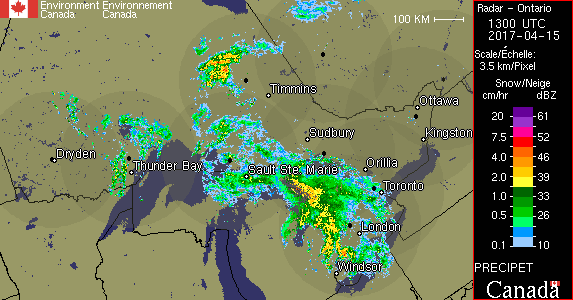 Environment Environnement
Canada Canada
100 KM
Timmins
Ottawa
Sudbury
Kingston
Dryden
Thunder Bay
Sault Ste. Marie
Orillia
Toronto
London
Windsor
Radar - Ontario
1300 UTC
2017-04-15
Scale/Échelle:
3.5 km/Pixel
Snow/Neige
cm/hr dBZ
20 61
7.5 52
4.0 46
2.0 39
1.0 33
0.5 26
0.1 10
PRECIPET
Canada